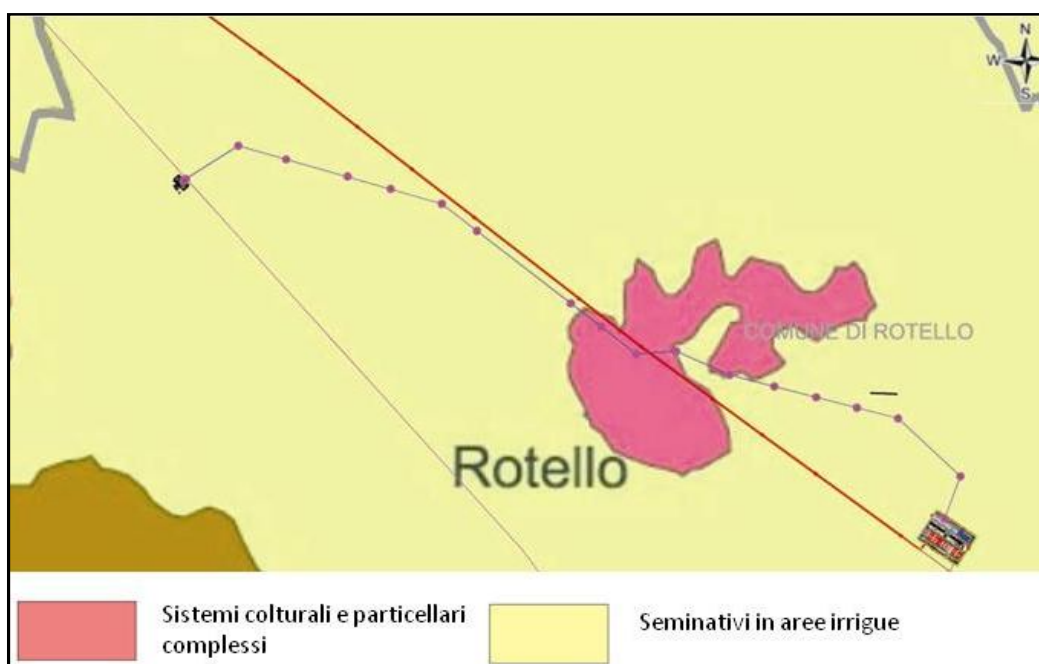 N
W
S
COMUNE DI ROTELLO
Rotello
Sistemi colturali e particellari
complessi
Seminativi in aree irrigue